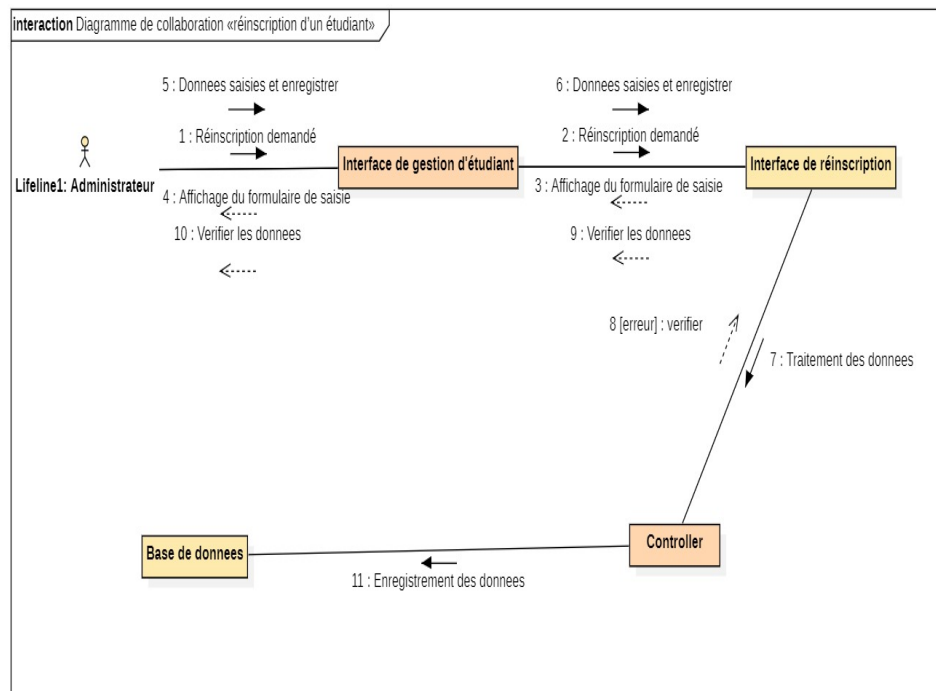 interaction Diagramme de collaboration «réinscription d'un étudiant»
5 : Donnees saisies et enregistrer
6 : Donnees saisies et enregistrer
1 : Réinscription demandé
2 : Réinscription demandé
Interface de gestion d'étudiant
Interface de réinscription
Lifeline1: Administrateur
4 : Affichage du formulaire de saisie
3 : Affichage du formulaire de saisie
10 : Verifier les donnees
9 : Verifier les donnees
8 [erreur] : verifier
7 : Traitement des donnees
Base de donnees
Controller
11 : Enregistrement des donnees